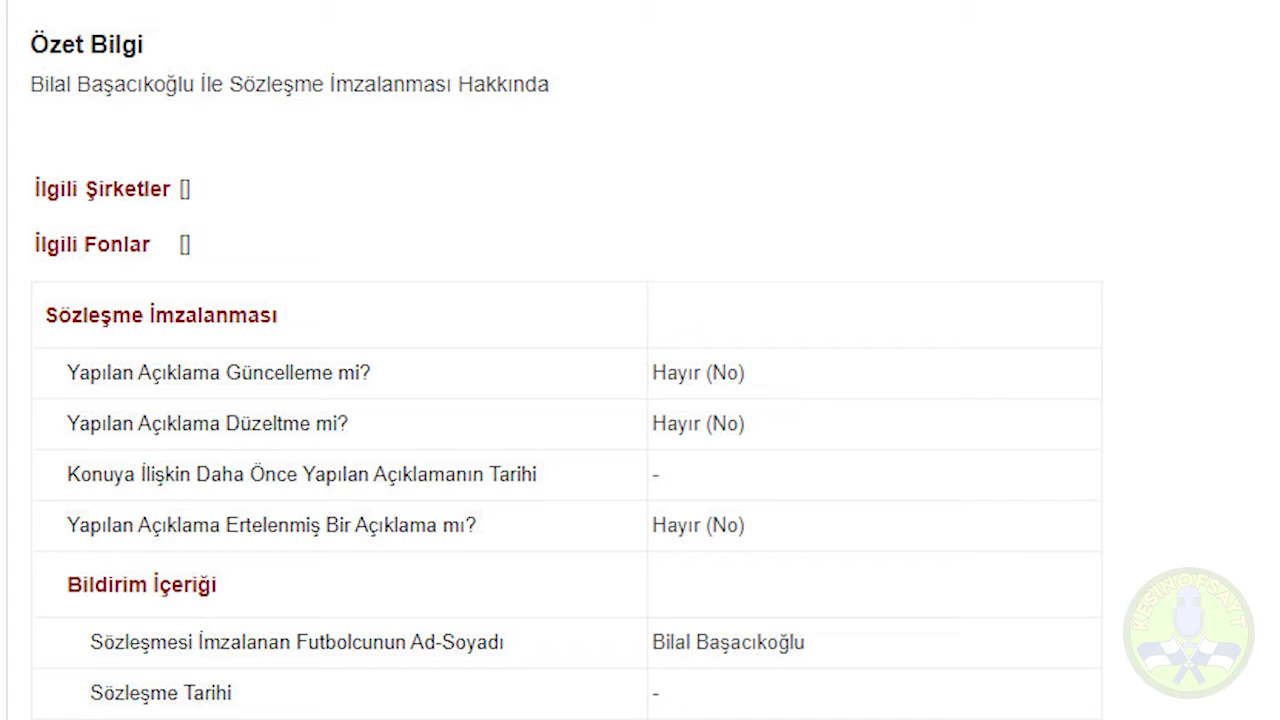 Özet Bilgi
Bilal Başacıkoğlu İle Sözleşme İmzalanması Hakkında
İlgili Şirketler []
İlgili Fonlar []
Sözleşme İmzalanması
Yapılan Açıklama Güncelleme mi? Hayır (No)
Yapılan Açıklama Düzeltme mi? Hayır (No)
Konuya İlişkin Daha Önce Yapılan Açıklamanın Tarihi -
Yapılan Açıklama Ertelenmiş Bir Açıklama mı? Hayır (No)
Bildirim İçeriği
Sözleşmesi İmzalanan Futbolcunun Ad-Soyadı Bilal Başacıkoğlu
Sözleşme Tarihi -
KESİN OFSAYT